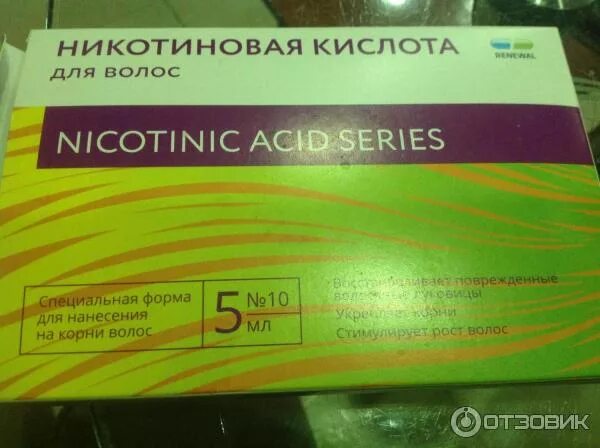 НИКОТИНОВАЯ КИСЛОТА
ДЛЯ ВОЛОС
RENEWAL
NICOTINIC ACID SERIES
Специальная форма
для нанесения
на корни волос
5 №10
мл
Восстанавливает поврежденные
волосяные луковицы
Укрепляет корни
Стимулирует рост волос
ОТЗОВИК